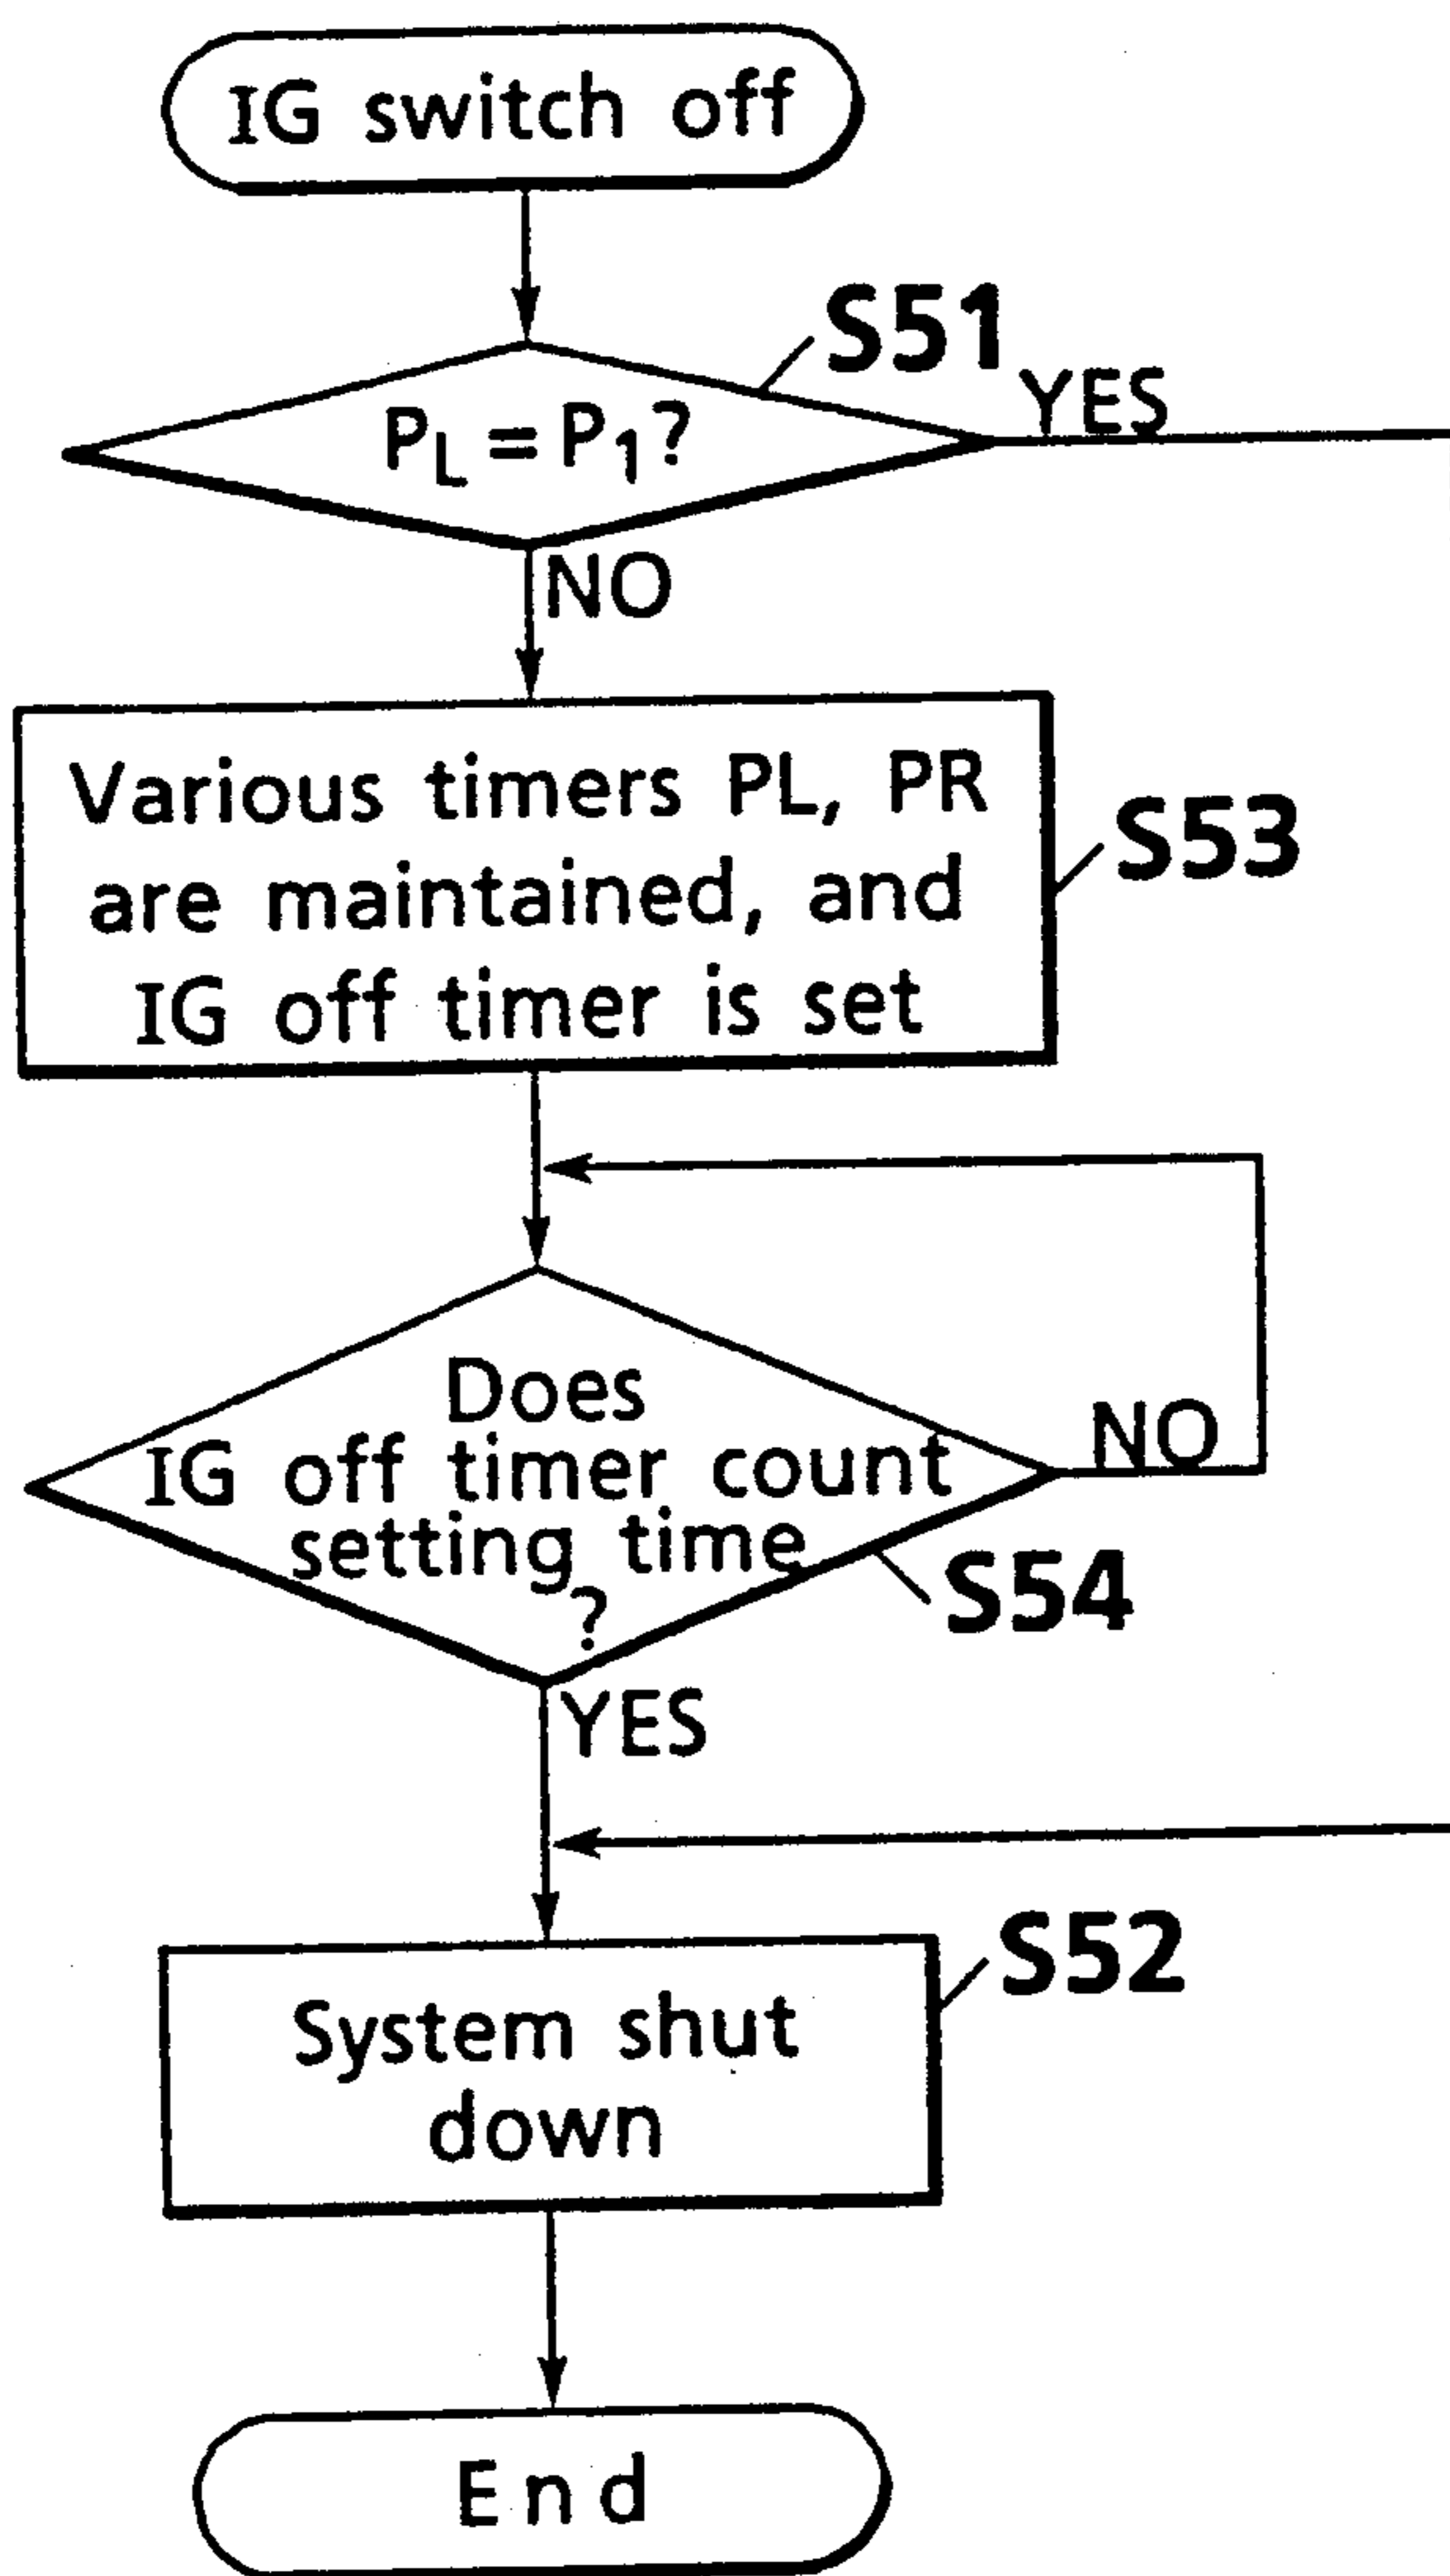 IG switch off
S51
YES
PL = P1?
NO
Various timers PL, PR
are maintained, and
IG off timer is set
S53
Does
IG off timer count
setting time
?
NO
S54
YES
S52
System shut
down
End